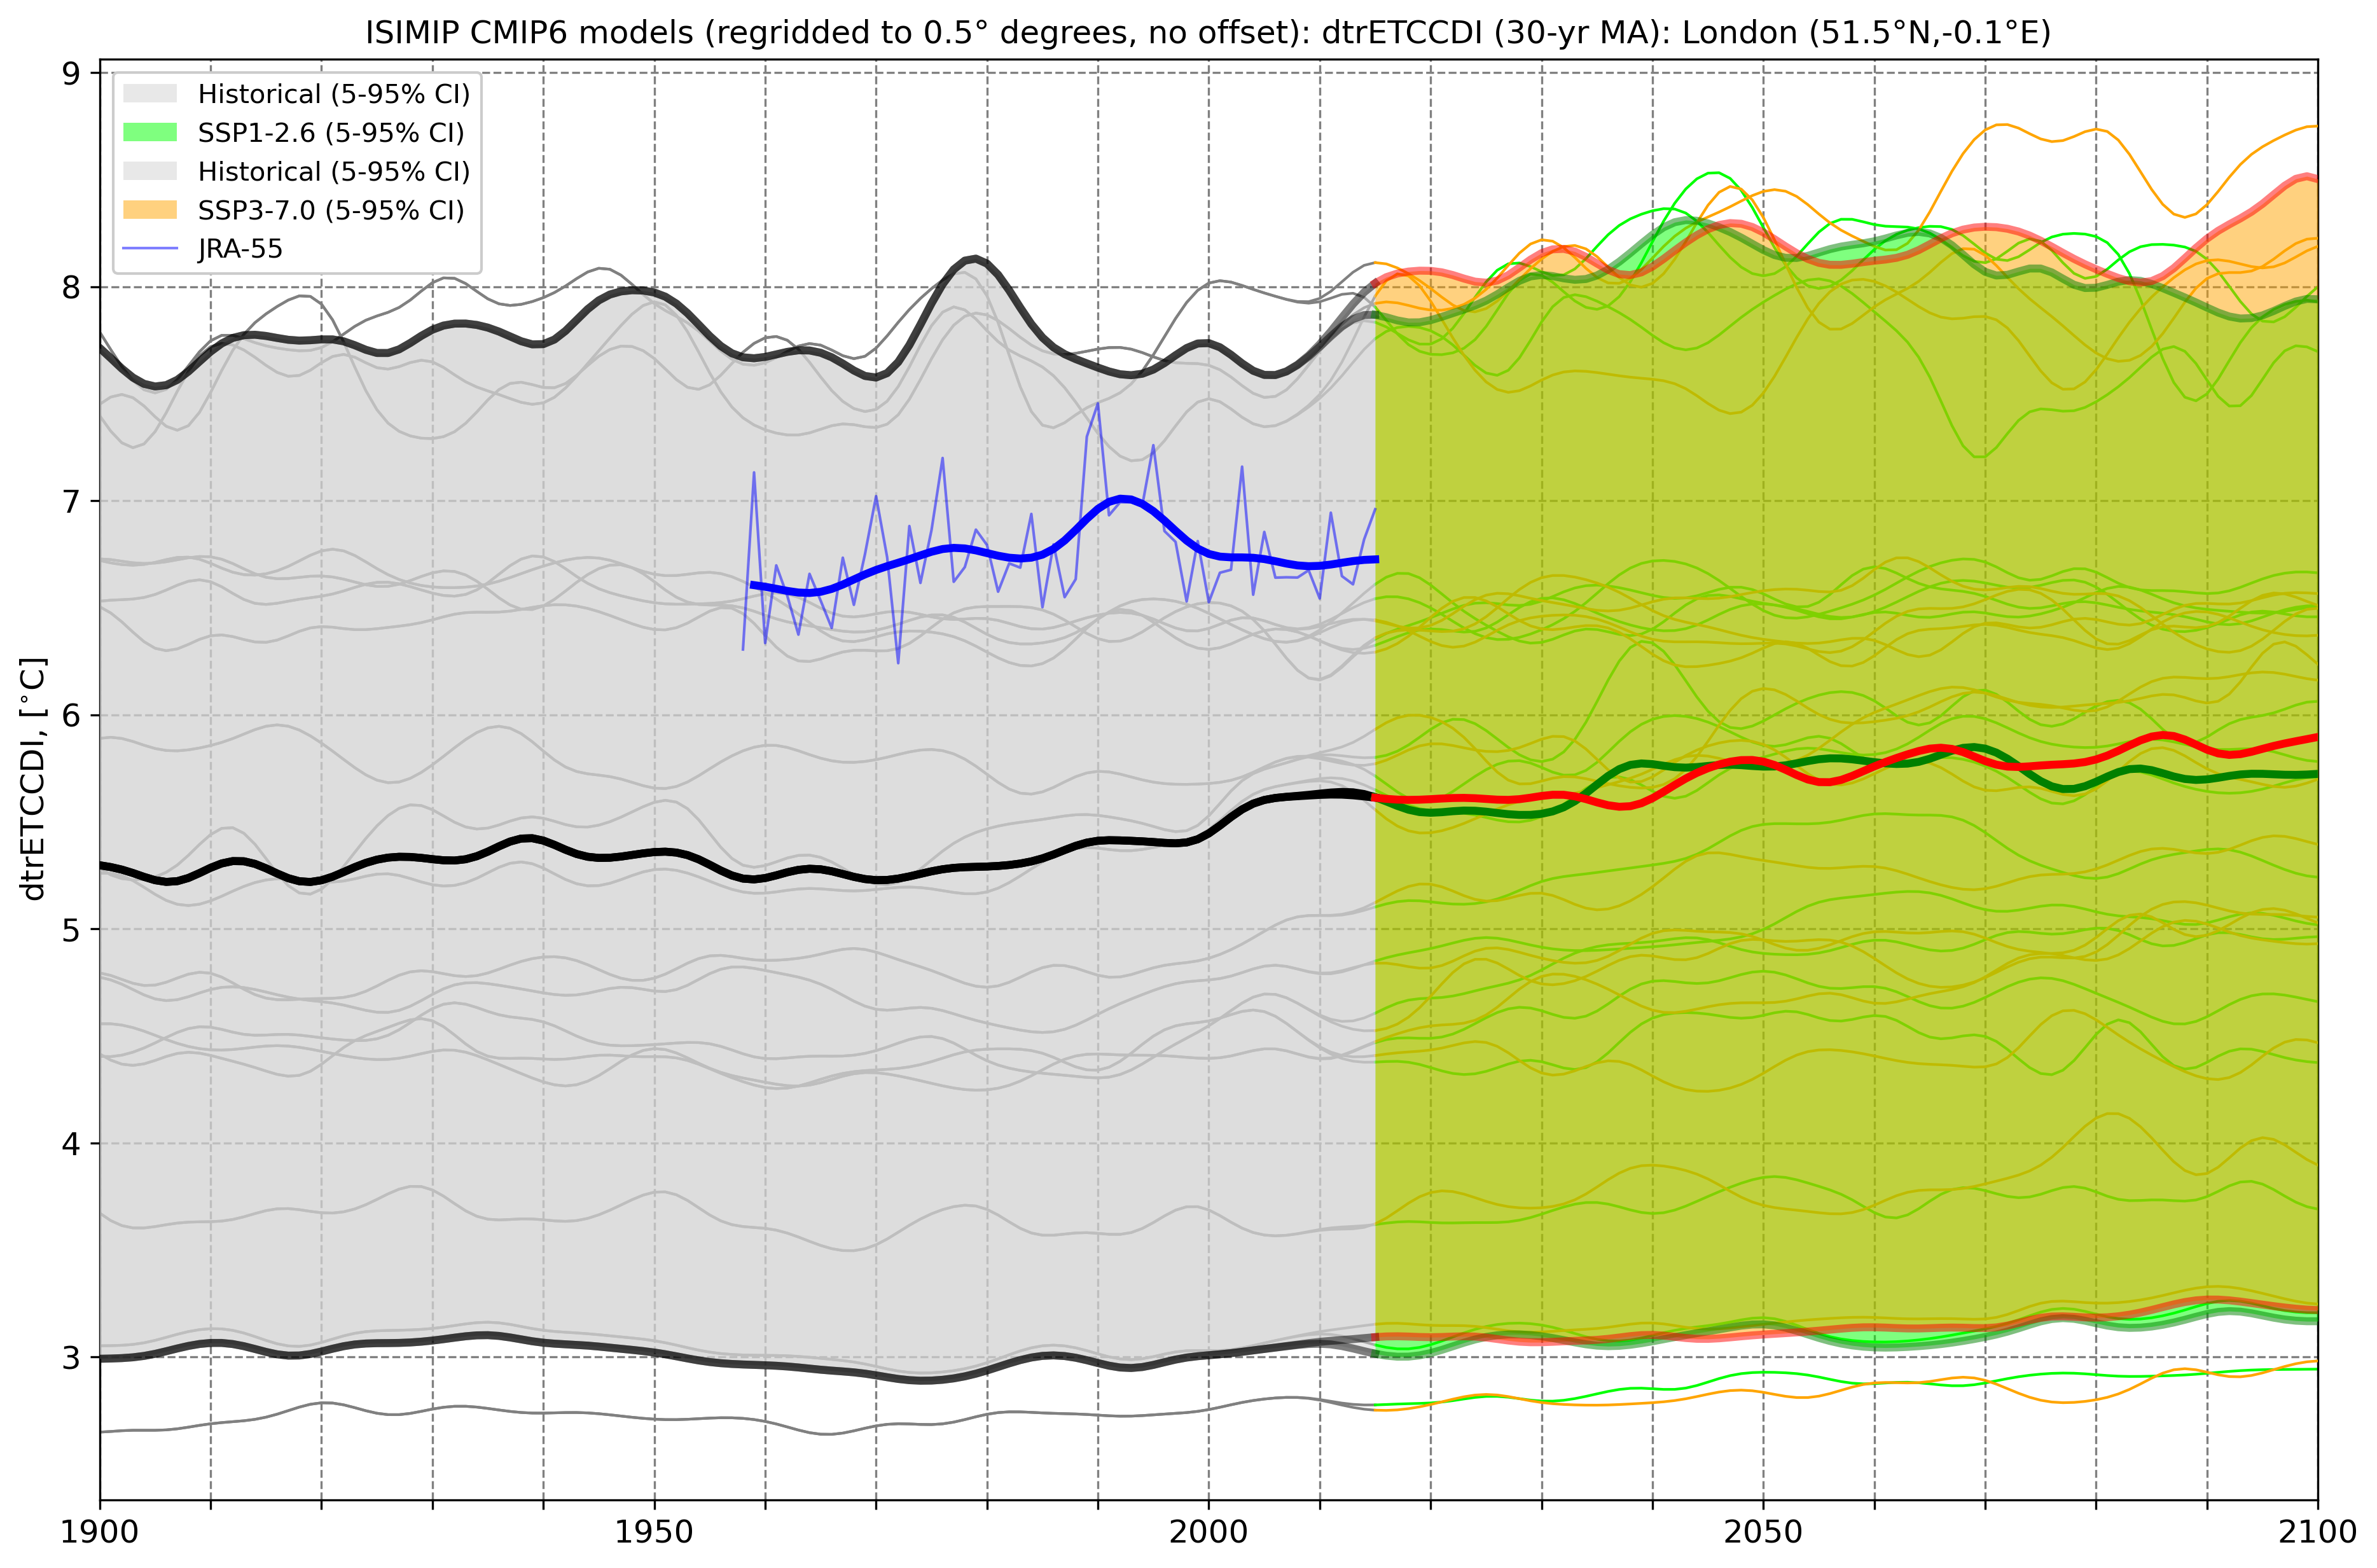 ISIMIP CMIP6 models (regridded to 0.5° degrees, no offset): dtrETCCDI (30-yr MA): London (51.5°N,-0.1°E)
Historical (5-95% CI)
SSP1-2.6 (5-95% CI)
Historical (5-95% CI)
SSP3-7.0 (5-95% CI)
JRA-55
dtrETCCDI, [°C]
9
8
7
6
5
4
3
1900
1950
2000
2050
2100